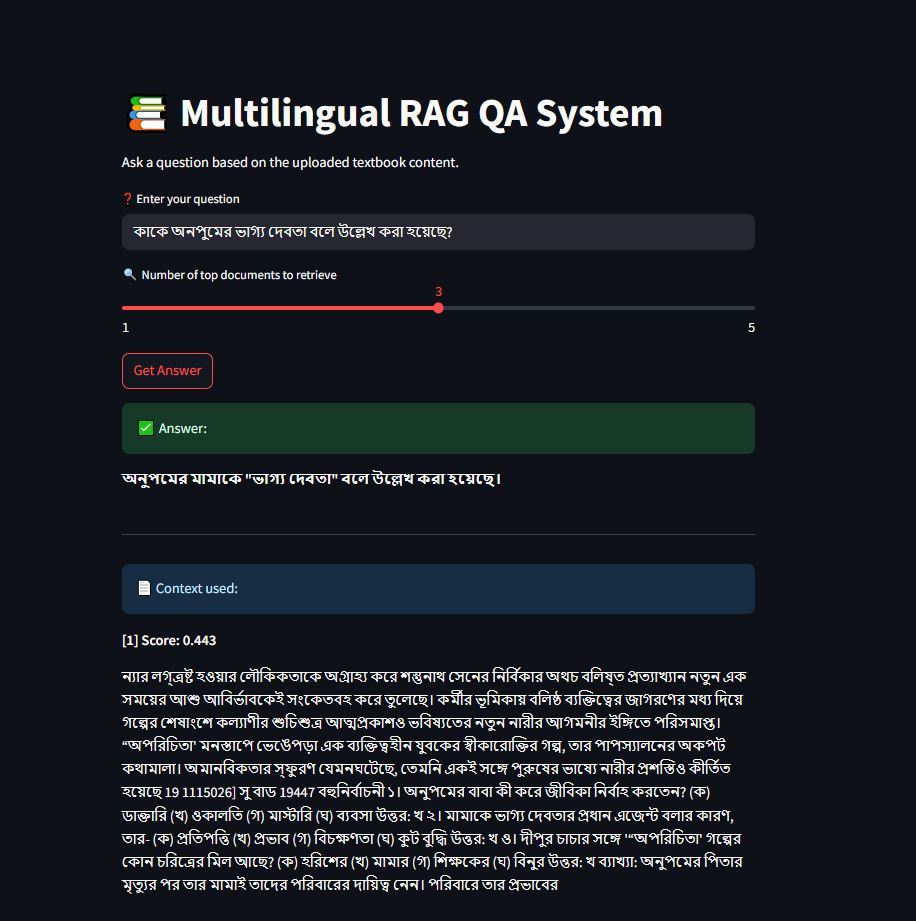 📚 Multilingual RAG QA System
Ask a question based on the uploaded textbook content.
❓ Enter your question
কাকে অনপুমের ভাগ্য দেবতা বলে উল্লেখ করা হয়েছে?
🔍 Number of top documents to retrieve
3
1 5
Get Answer
✅ Answer:
অনুপমের মামাকে "ভাগ্য দেবতা" বলে উল্লেখ করা হয়েছে।
📄 Context used:
[1] Score: 0.443
ন্যার লগ্ত্রষ্ট হওয়ার লৌকিকতাকে অগ্রাহ্য করে শম্ভুনাথ সেনের নির্বিকার অথচ বলিষ্ত প্রত্যাখ্যান নতুন এক
সময়ের আশু আবির্ভাবকেই সংকেতবহ করে তুলেছে। কর্মীর ভূমিকায় বলিষ্ঠ ব্যক্তিত্বের জাগরণের মধ্য দিয়ে
গল্পের শেষাংশে কল্যাণীর শুচিশুত্র আত্মপ্রকাশও ভবিষ্যতের নতুন নারীর আগমনীর ইঙ্গিতে পরিসমাপ্ত।
“অপরিচিতা' মনস্তাপে ভেঙেপড়া এক ব্যক্তিত্বহীন যুবকের স্বীকারোক্তির গল্প, তার পাপস্যালনের অকপট
কথামালা। অমানবিকতার স্ফুরণ যেমনঘটেছে, তেমনি একই সঙ্গে পুরুষের ভাষ্যে নারীর প্রশস্তিও কীর্তিত
হয়েছে 19 1115026] সু বাড 19447 বহুনির্বাচনী ১। অনুপমের বাবা কী করে জীবিকা নির্বাহ করতেন? (ক)
ডাক্তারি (খ) ওকালতি (গ) মাস্টারি (ঘ) ব্যবসা উত্তর: খ ২। মামাকে ভাগ্য দেবতার প্রধান এজেন্ট বলার কারণ,
তার- (ক) প্রতিপত্তি (খ) প্রভাব (গ) বিচক্ষণতা (ঘ) কুট বুদ্ধি উত্তর: খ ও। দীপুর চাচার সঙ্গে '“অপরিচিতা' গল্পের
কোন চরিত্রের মিল আছে? (ক) হরিশের (খ) মামার (গ) শিক্ষকের (ঘ) বিনুর উত্তর: খ ব্যাখ্যা: অনুপমের পিতার
মৃত্যুর পর তার মামাই তাদের পরিবারের দায়িত্ব নেন। পরিবারে তার প্রভাবের